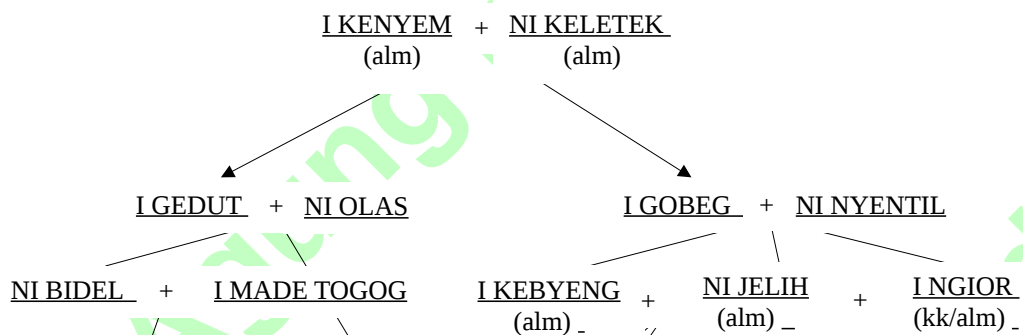 I KENYEM + NI KELETEK
(alm) (alm)
I GEDUT + NI OLAS I GOBEG + NI NYENTIL
NI BIDEL + I MADE TOGOG I KEBYENG + NI JELIH + I NGIOR
(alm) (alm) (kk/alm)